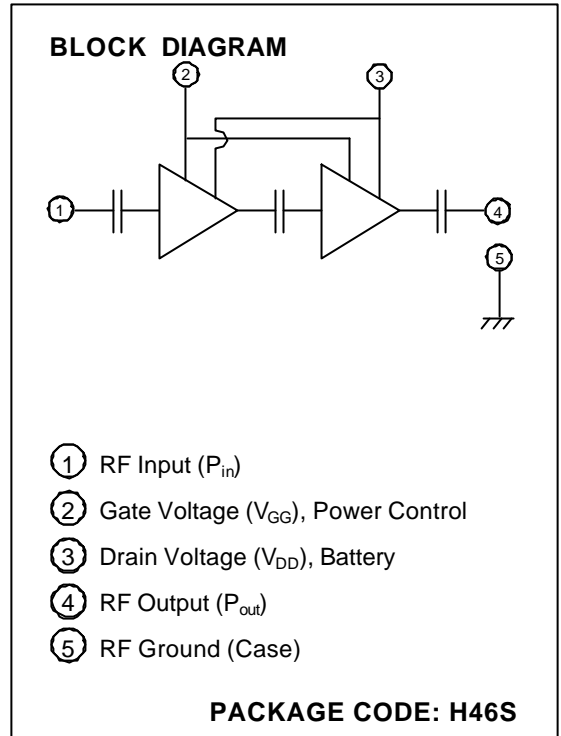 BLOCK DIAGRAM
2 3
1 4
5
1 RF Input (Pin)
2 Gate Voltage (VGG), Power Control
3 Drain Voltage (VDD), Battery
4 RF Output (Pout)
5 RF Ground (Case)
PACKAGE CODE: H46S